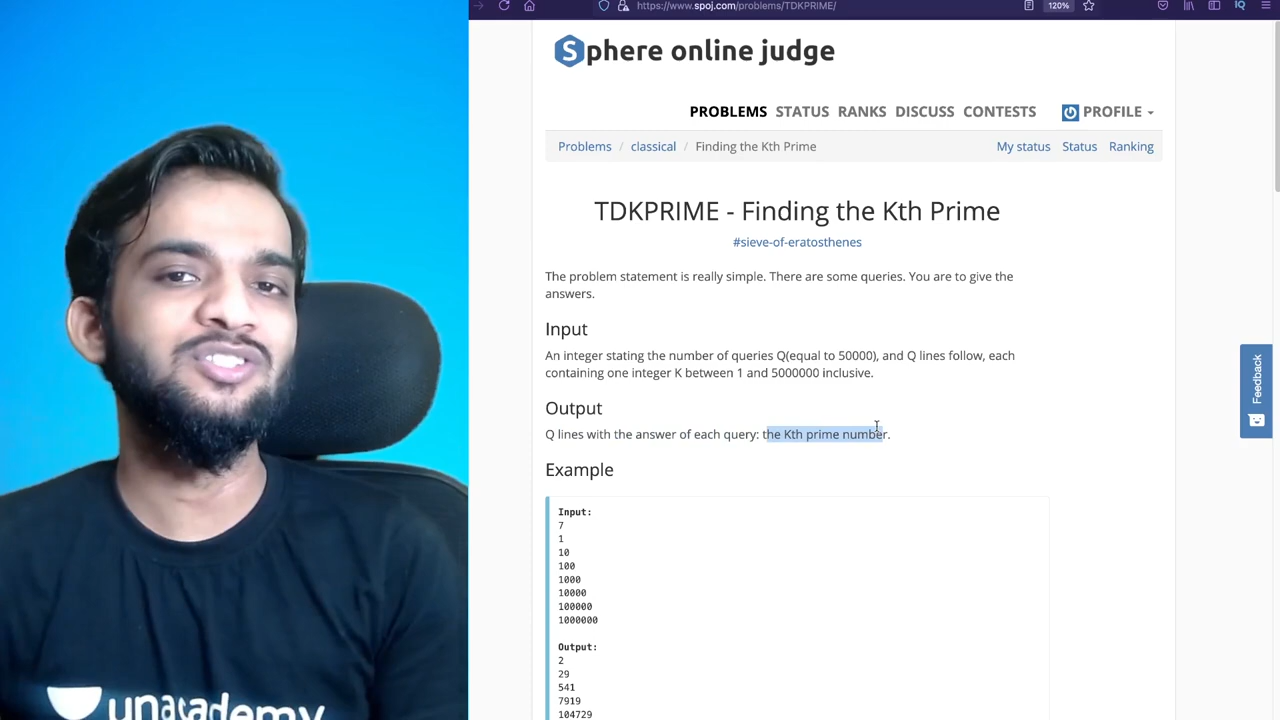 https://www.spoj.com/problems/TDKPRIME/
120%
Sphere online judge
PROBLEMS STATUS RANKS DISCUSS CONTESTS PROFILE
Problems / classical / Finding the Kth Prime
My status Status Ranking
TDKPRIME - Finding the Kth Prime
#sieve-of-eratosthenes
The problem statement is really simple. There are some queries. You are to give the
answers.
Input
An integer stating the number of queries Q(equal to 50000), and Q lines follow, each
containing one integer K between 1 and 5000000 inclusive.
Output
Q lines with the answer of each query: the Kth prime number.
Example
Input:
7
1
10
100
1000
10000
100000
1000000
Output:
2
29
541
7919
104729
Feedback
unacademy